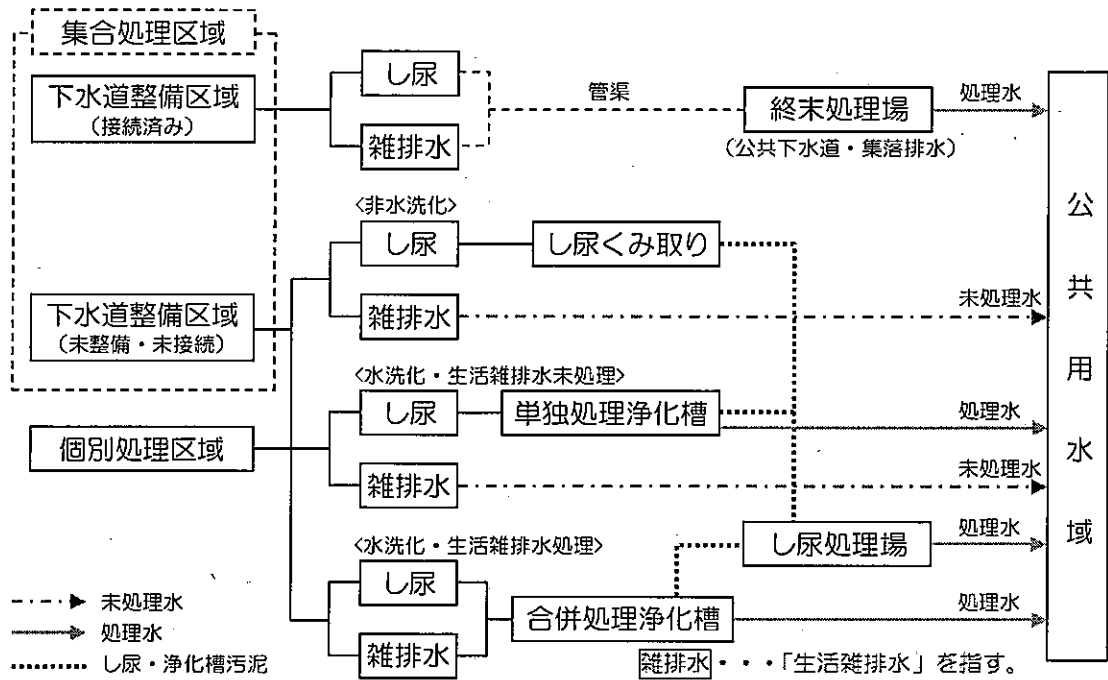 集合処理区域
下水道整備区域
(接続済み)
し尿
雑排水
管渠
終末処理場
(公共下水道・集落排水)
処理水
<非水洗化>
し尿
し尿くみ取り
下水道整備区域
(未整備・未接続)
雑排水
未処理水
<水洗化・生活雑排水未処理>
し尿
単独処理浄化槽
処理水
個別処理区域
雑排水
未処理水
し尿処理場
処理水
<水洗化・生活雑排水処理>
し尿
雑排水
合併処理浄化槽
処理水
公共用水域
未処理水
処理水
し尿・浄化槽汚泥
雑排水・・・「生活雑排水」を指す。